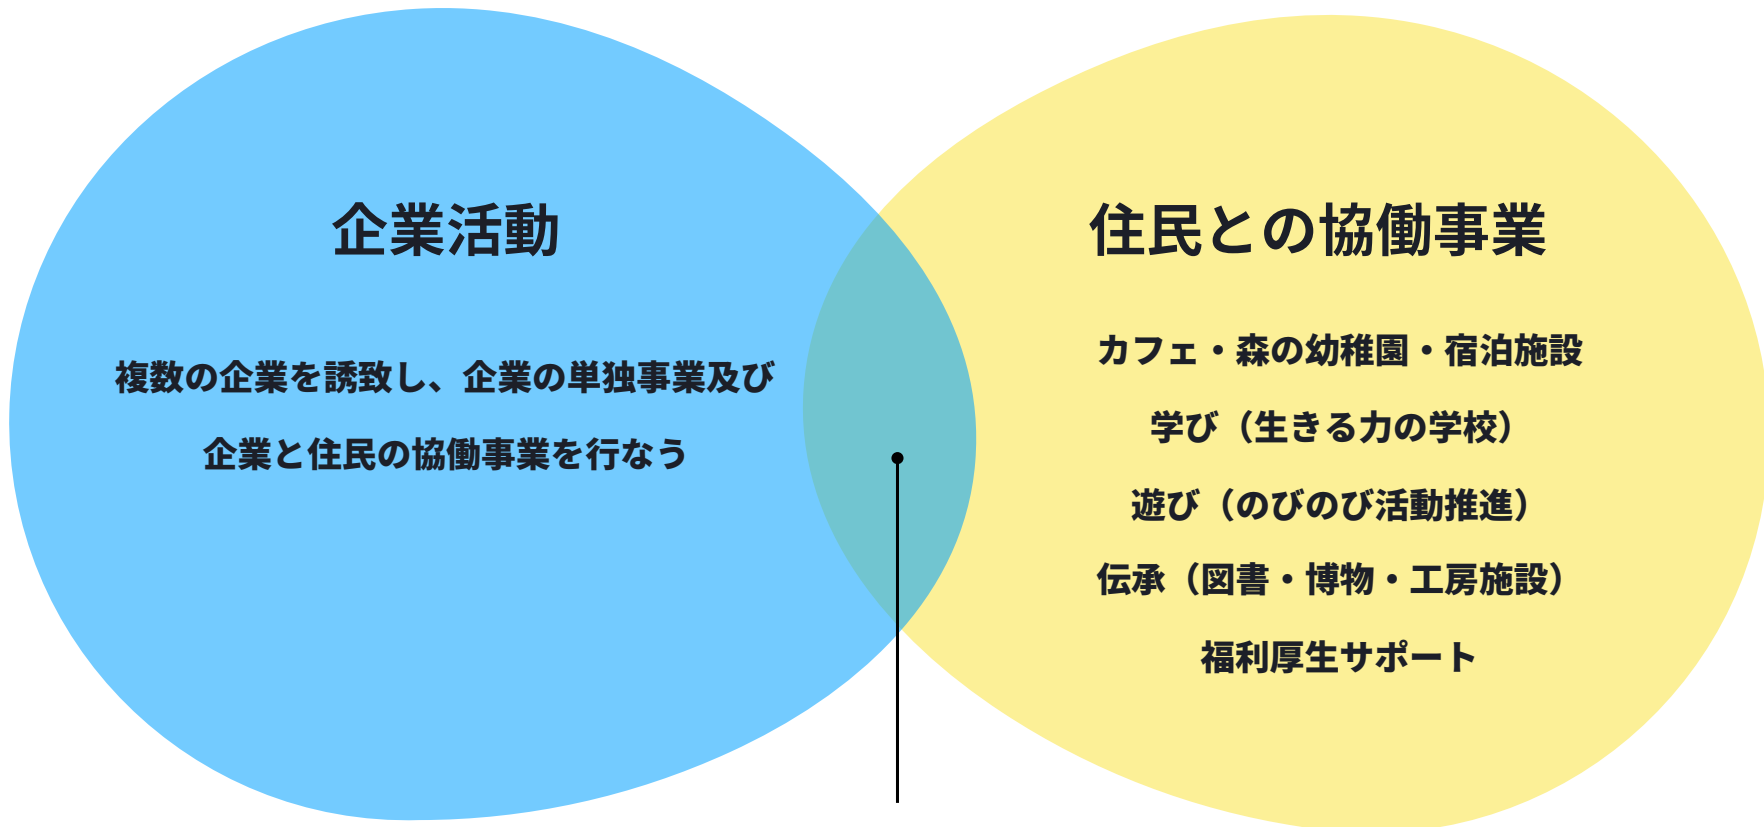 企業活動
複数の企業を誘致し、企業の単独事業及び
企業と住民の協働事業を行なう
住民との協働事業
カフェ・森の幼稚園・宿泊施設
学び（生きる力の学校）
遊び（のびのび活動推進）
伝承（図書・博物・工房施設）
福利厚生サポート